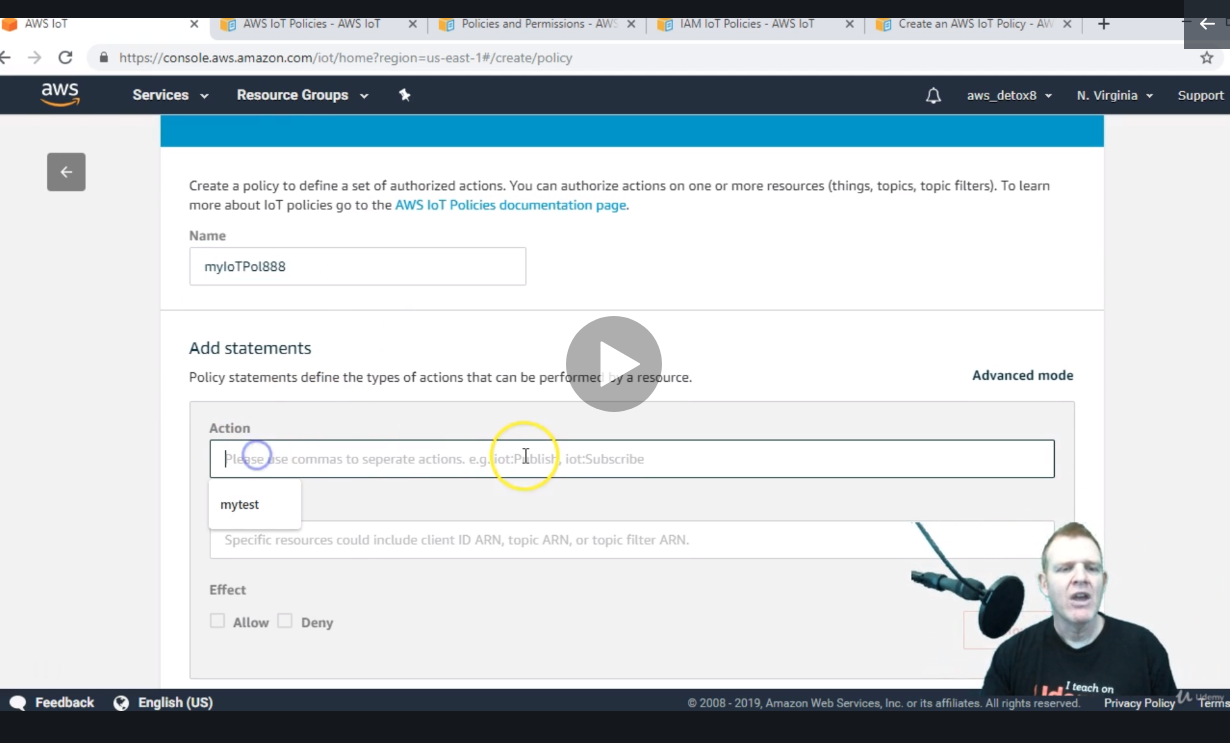 AWS IoT
AWS IoT Policies - AWS IoT
Policies and Permissions - AWS
IAM IoT Policies - AWS IoT
Create an AWS IoT Policy - AW
https://console.aws.amazon.com/iot/home?region=us-east-1#/create/policy
aws
Services
Resource Groups
aws_detox8
N. Virginia
Support
Create a policy to define a set of authorized actions. You can authorize actions on one or more resources (things, topics, topic filters). To learn
more about IoT policies go to the AWS IoT Policies documentation page.
Name
myIoTPol888
Add statements
Policy statements define the types of actions that can be performed by a resource.
Advanced mode
Action
Please use commas to seperate actions. e.g. iot:Publish, iot:Subscribe
mytest
Specific resources could include client ID ARN, topic ARN, or topic filter ARN.
Effect
Allow
Deny
I teach on
Feedback
English (US)
© 2008 - 2019, Amazon Web Services, Inc. or its affiliates. All rights reserved.
Privacy Policy
Udemy
Terms